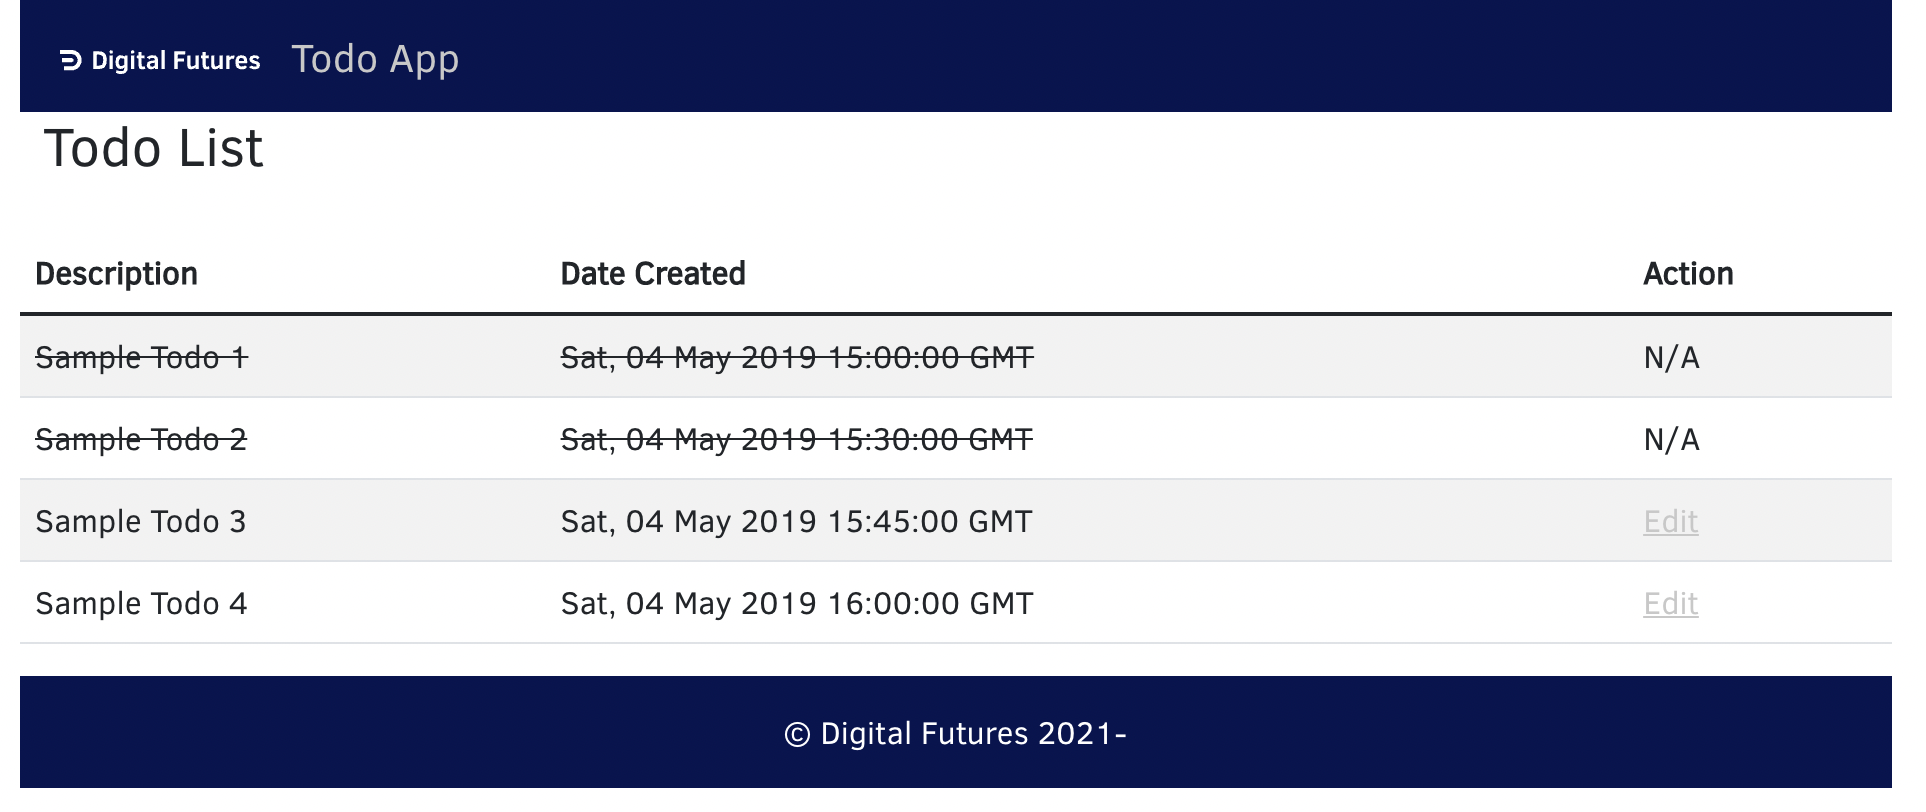 Digital Futures Todo App
Todo List
Description Date Created Action
Sample Todo 1 Sat, 04 May 2019 15:00:00 GMT N/A
Sample Todo 2 Sat, 04 May 2019 15:30:00 GMT N/A
Sample Todo 3 Sat, 04 May 2019 15:45:00 GMT Edit
Sample Todo 4 Sat, 04 May 2019 16:00:00 GMT Edit
© Digital Futures 2021-